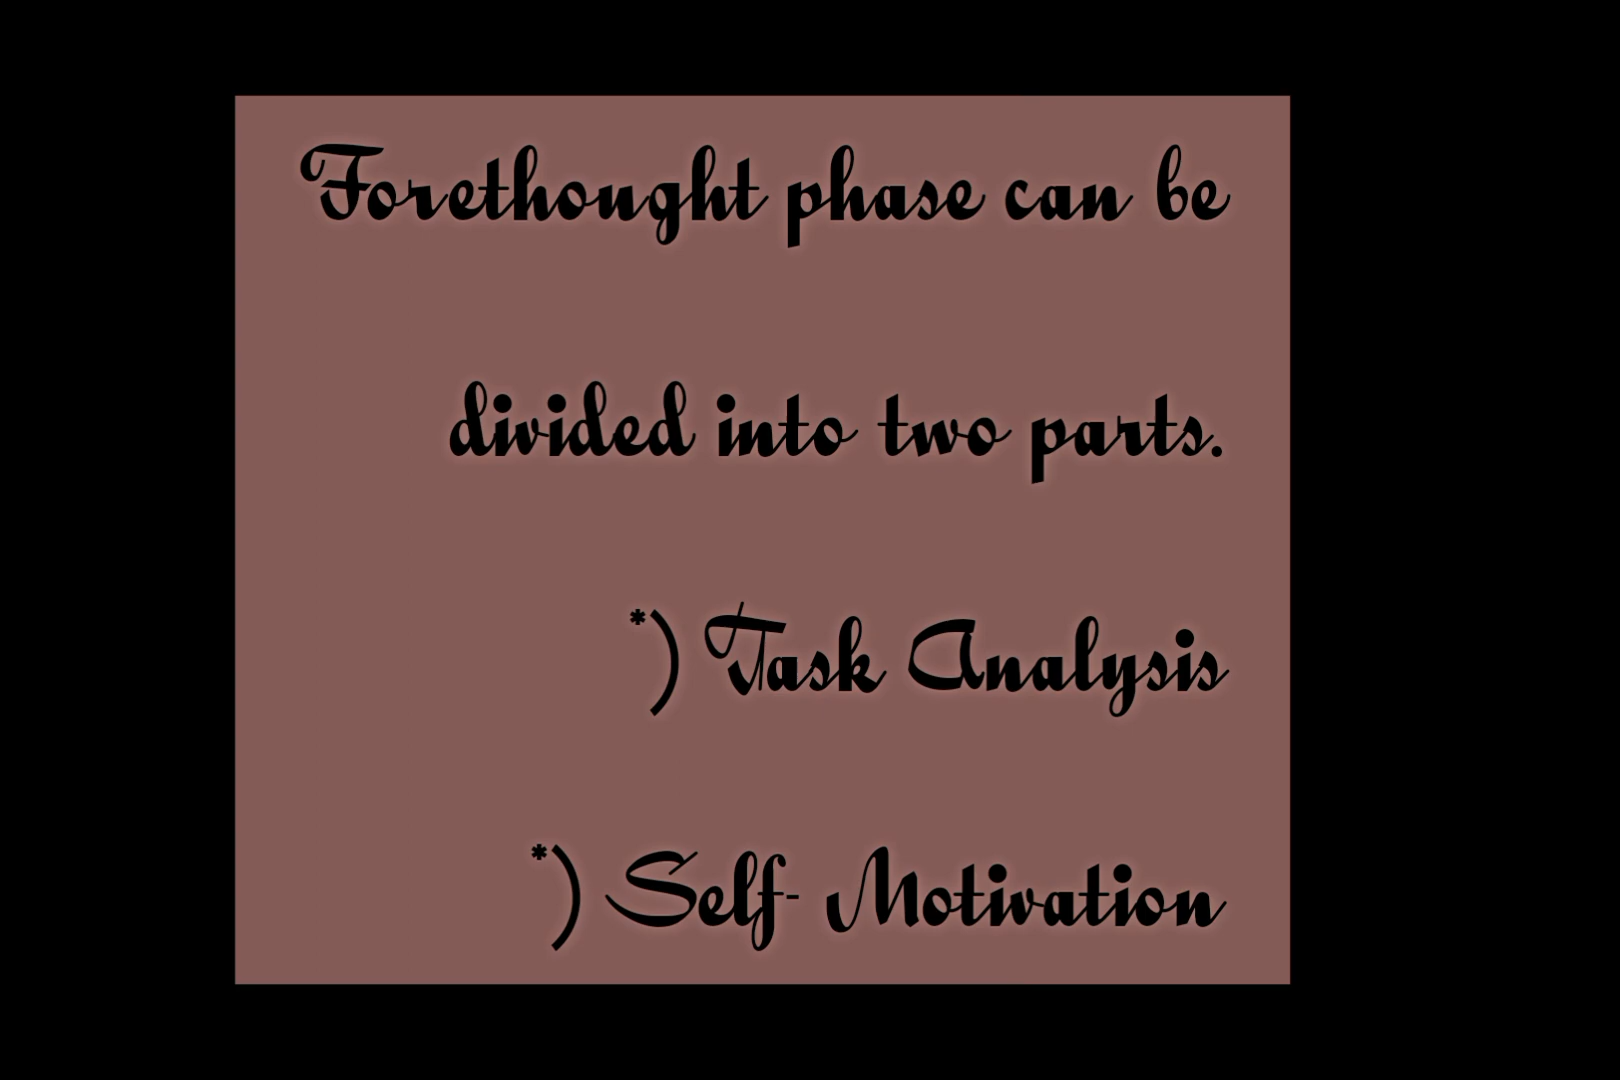 Forethought phase can be
divided into two parts.
*) Task Analysis
*) Self- Motivation